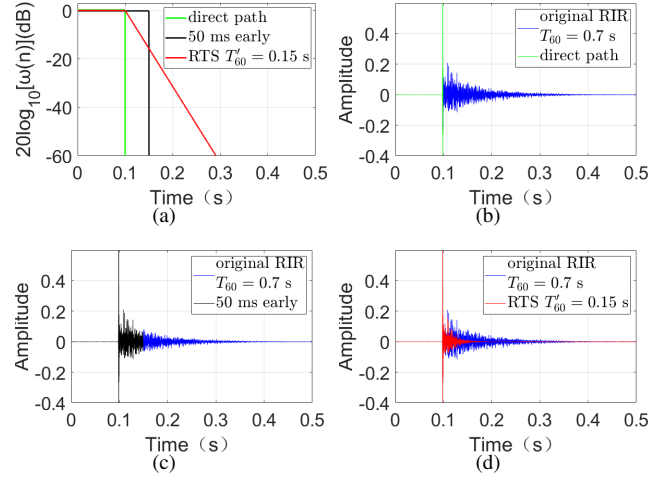 20log10[ω(n)](dB)
0
-20
-40
-60
0
0.1
0.2
0.3
0.4
0.5
Time（s）
direct path
50 ms early
RTS T′60 = 0.15 s
(a)
Amplitude
0.4
0.2
0
-0.2
-0.4
0
0.1
0.2
0.3
0.4
0.5
Time（s）
original RIR
T60 = 0.7 s
direct path
(b)
Amplitude
0.4
0.2
0
-0.2
-0.4
0
0.1
0.2
0.3
0.4
0.5
Time（s）
original RIR
T60 = 0.7 s
50 ms early
(c)
Amplitude
0.4
0.2
0
-0.2
-0.4
0
0.1
0.2
0.3
0.4
0.5
Time（s）
original RIR
T60 = 0.7 s
RTS T′60 = 0.15 s
(d)